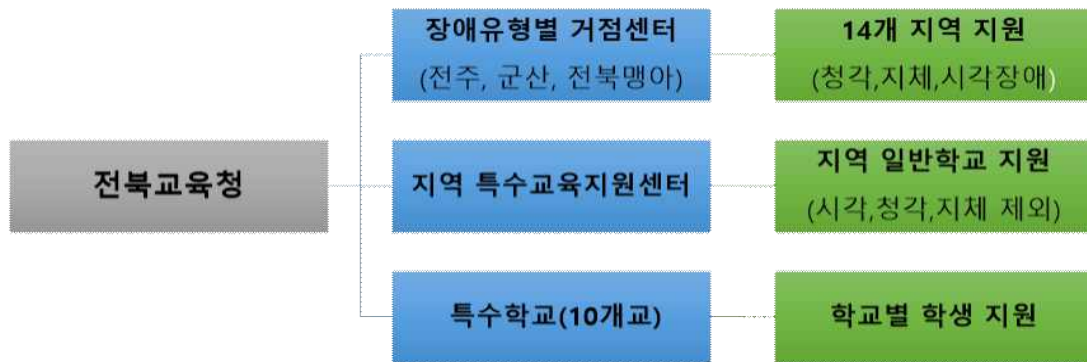 장애유형별 거점센터
(전주, 군산, 전북맹아)
14개 지역 지원
(청각,지체,시각장애)
전북교육청
지역 특수교육지원센터
지역 일반학교 지원
(시각,청각,지체 제외)
특수학교(10개교)
학교별 학생 지원